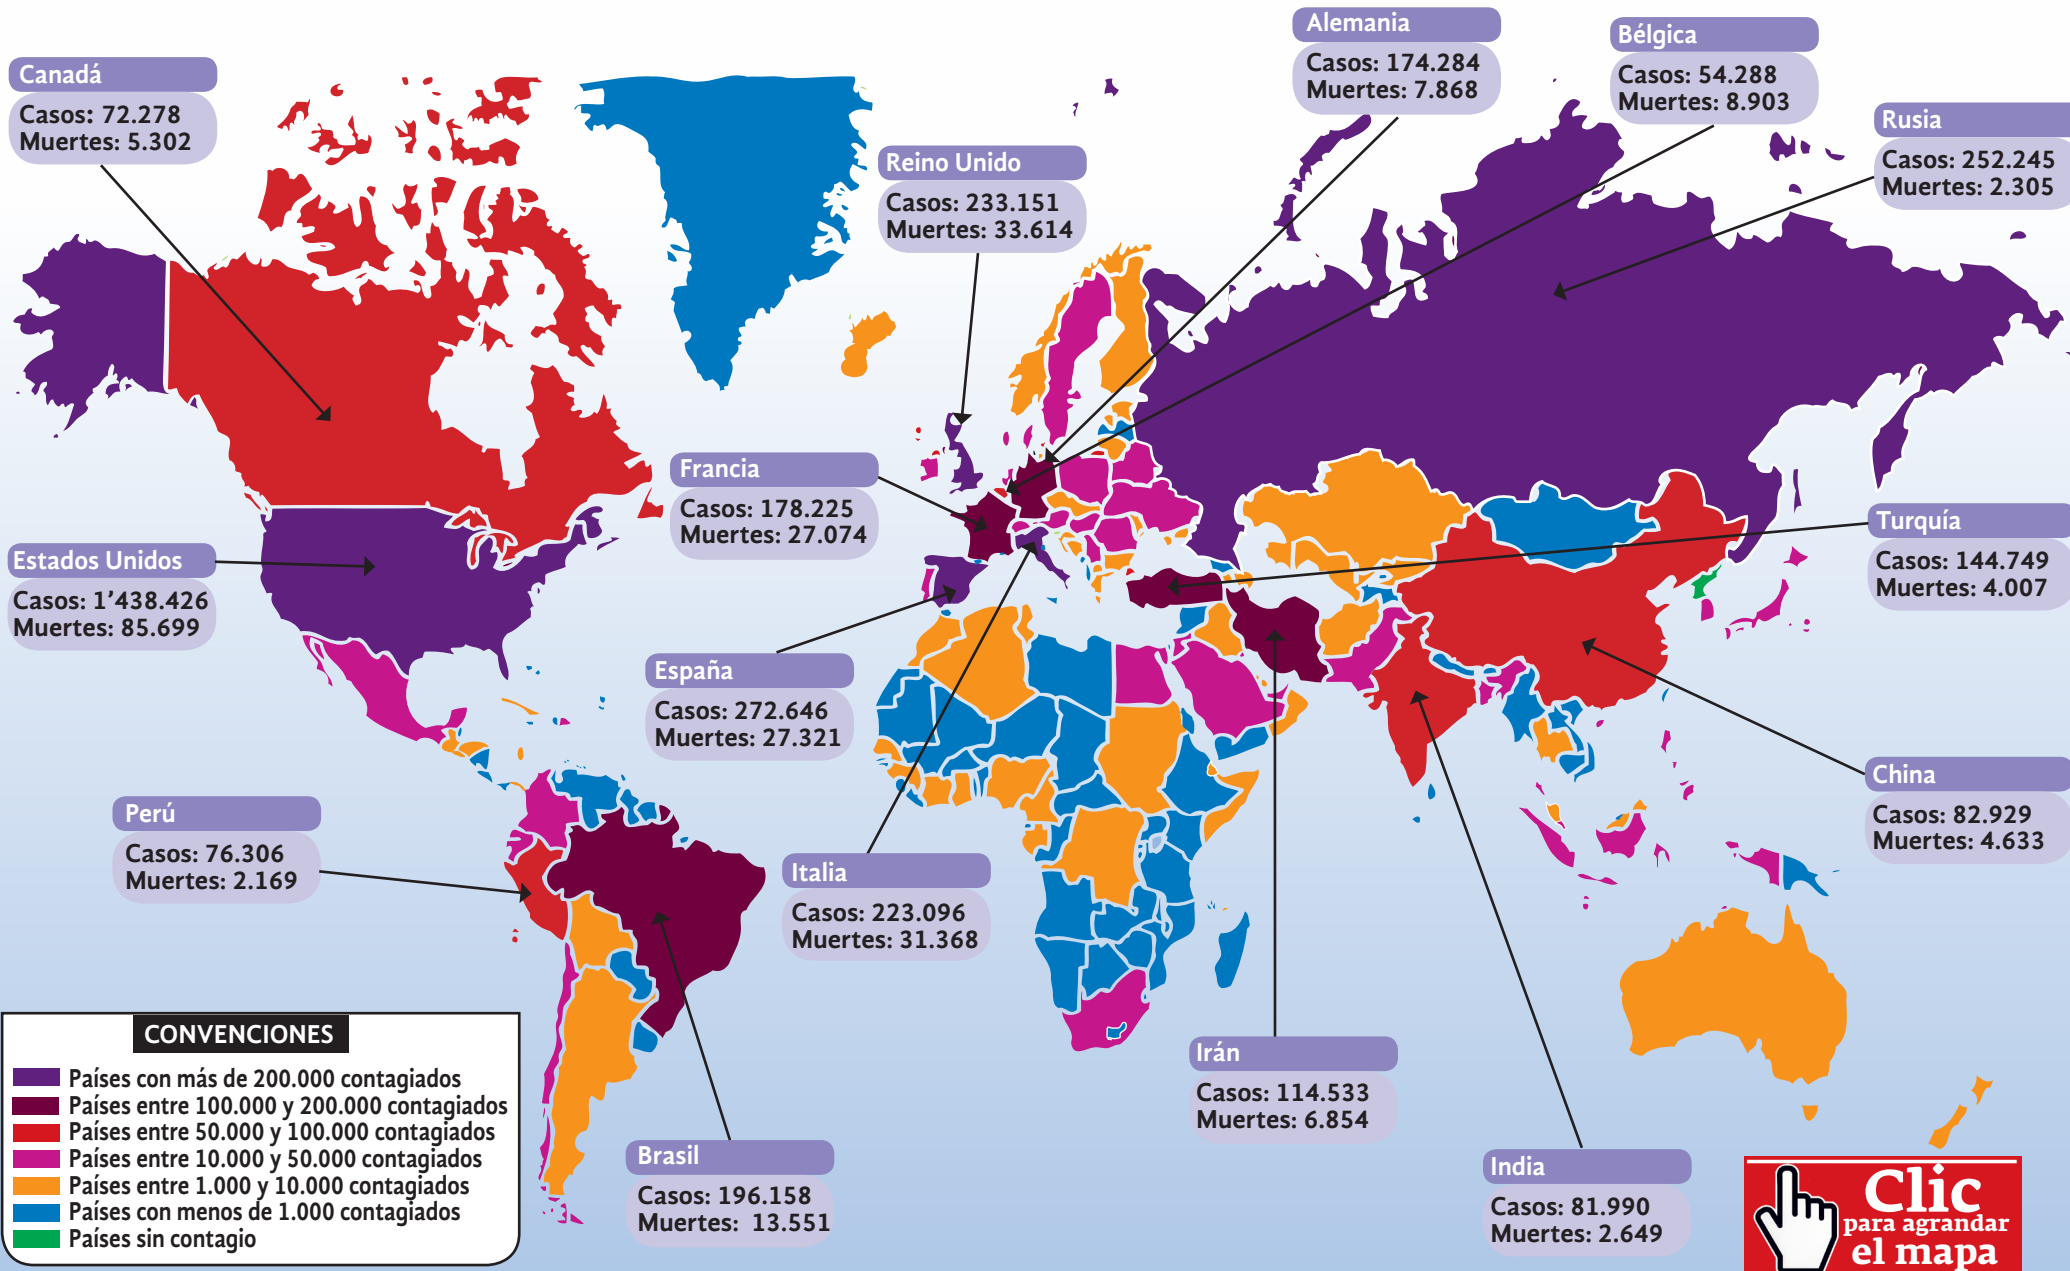 Canadá
Casos: 72.278
Muertes: 5.302
Alemania
Casos: 174.284
Muertes: 7.868
Bélgica
Casos: 54.288
Muertes: 8.903
Rusia
Casos: 252.245
Muertes: 2.305
Reino Unido
Casos: 233.151
Muertes: 33.614
Francia
Casos: 178.225
Muertes: 27.074
Estados Unidos
Casos: 1’438.426
Muertes: 85.699
Turquía
Casos: 144.749
Muertes: 4.007
España
Casos: 272.646
Muertes: 27.321
China
Casos: 82.929
Muertes: 4.633
Perú
Casos: 76.306
Muertes: 2.169
Italia
Casos: 223.096
Muertes: 31.368
Irán
Casos: 114.533
Muertes: 6.854
Brasil
Casos: 196.158
Muertes: 13.551
India
Casos: 81.990
Muertes: 2.649
CONVENCIONES
Países con más de 200.000 contagiados
Países entre 100.000 y 200.000 contagiados
Países entre 50.000 y 100.000 contagiados
Países entre 10.000 y 50.000 contagiados
Países entre 1.000 y 10.000 contagiados
Países con menos de 1.000 contagiados
Países sin contagio
Clic
para agrandar
el mapa